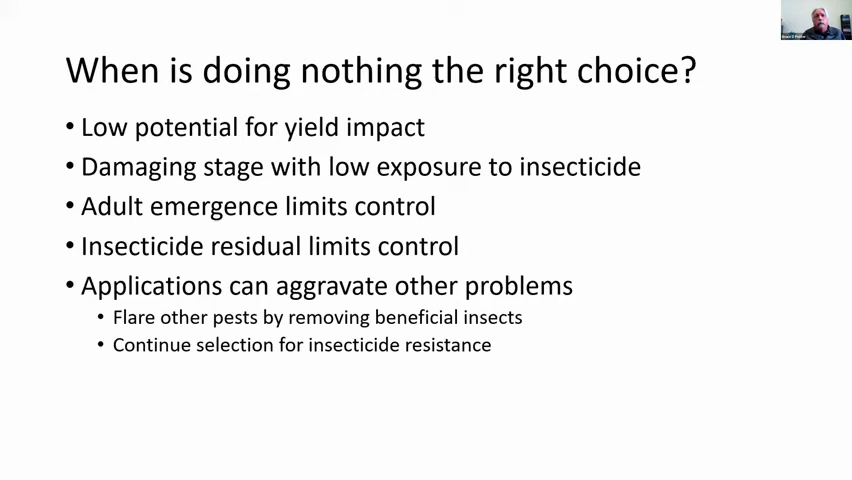 When is doing nothing the right choice?
• Low potential for yield impact
• Damaging stage with low exposure to insecticide
• Adult emergence limits control
• Insecticide residual limits control
• Applications can aggravate other problems
• Flare other pests by removing beneficial insects
• Continue selection for insecticide resistance